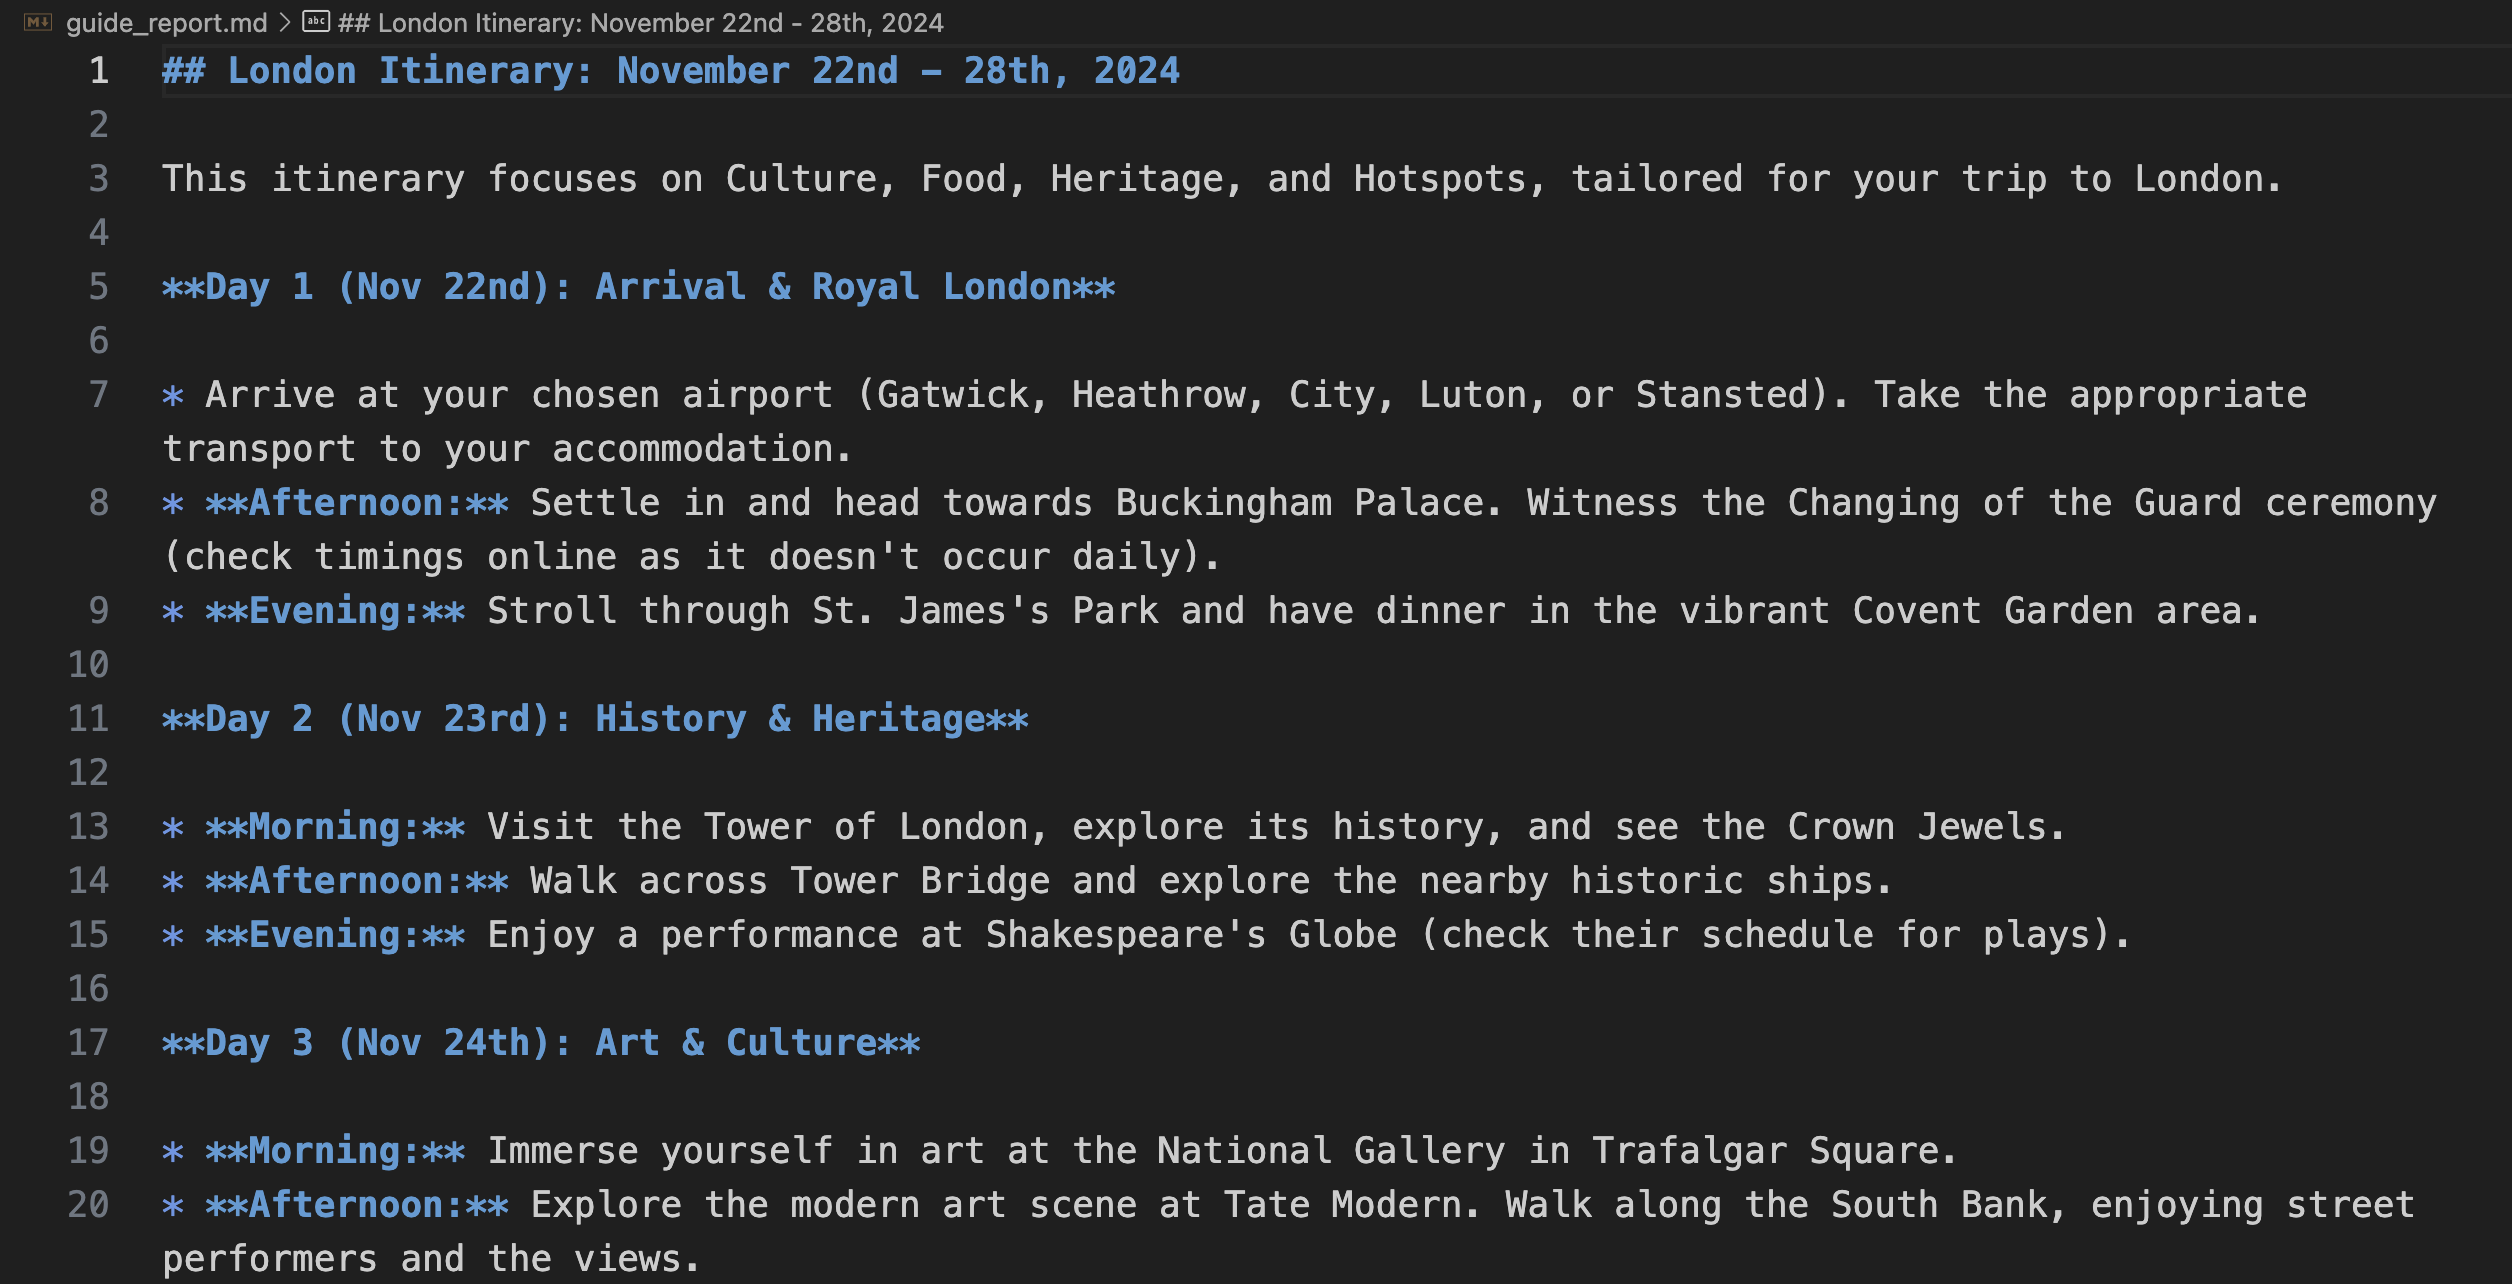 guide_report.md > ## London Itinerary: November 22nd - 28th, 2024
1 ## London Itinerary: November 22nd - 28th, 2024
2
3 This itinerary focuses on Culture, Food, Heritage, and Hotspots, tailored for your trip to London.
4
5 **Day 1 (Nov 22nd): Arrival & Royal London**
6
7 * Arrive at your chosen airport (Gatwick, Heathrow, City, Luton, or Stansted). Take the appropriate
transport to your accommodation.
8 * **Afternoon:** Settle in and head towards Buckingham Palace. Witness the Changing of the Guard ceremony
(check timings online as it doesn't occur daily).
9 * **Evening:** Stroll through St. James's Park and have dinner in the vibrant Covent Garden area.
10
11 **Day 2 (Nov 23rd): History & Heritage**
12
13 * **Morning:** Visit the Tower of London, explore its history, and see the Crown Jewels.
14 * **Afternoon:** Walk across Tower Bridge and explore the nearby historic ships.
15 * **Evening:** Enjoy a performance at Shakespeare's Globe (check their schedule for plays).
16
17 **Day 3 (Nov 24th): Art & Culture**
18
19 * **Morning:** Immerse yourself in art at the National Gallery in Trafalgar Square.
20 * **Afternoon:** Explore the modern art scene at Tate Modern. Walk along the South Bank, enjoying street
performers and the views.